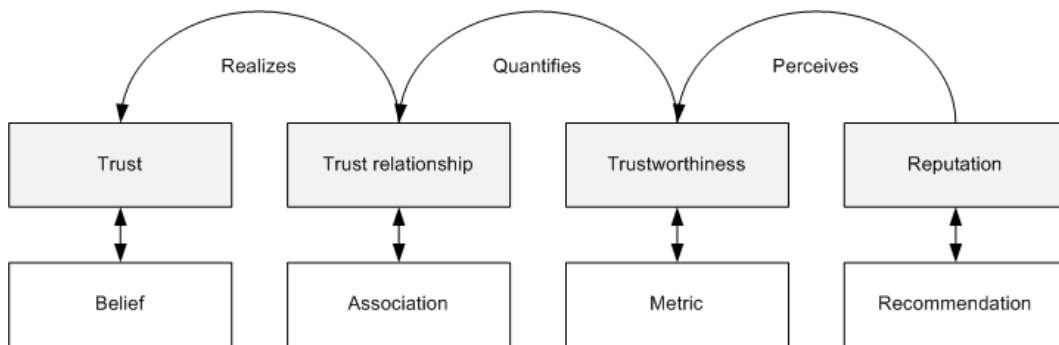 Realizes
Quantifies
Perceives
Trust
Trust relationship
Trustworthiness
Reputation
Belief
Association
Metric
Recommendation